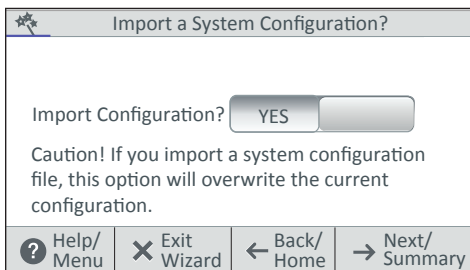 Import a System Configuration?
Import Configuration? YES
Caution! If you import a system configuration
file, this option will overwrite the current
configuration.
? Help/ Menu
Exit Wizard
Back/ Home
Next/ Summary